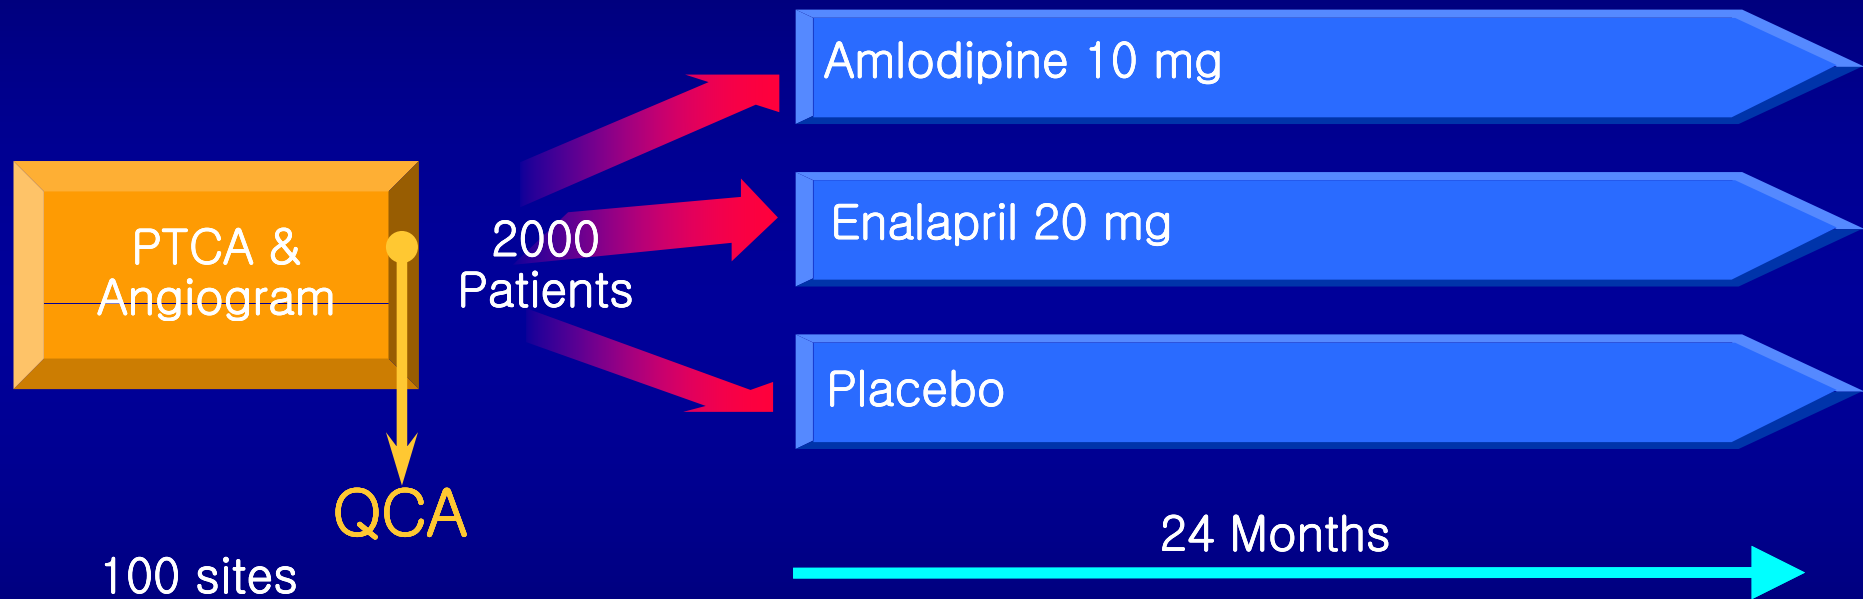 PTCA &
Angiogram
QCA
100 sites
2000
Patients
Amlodipine 10 mg
Enalapril 20 mg
Placebo
24 Months